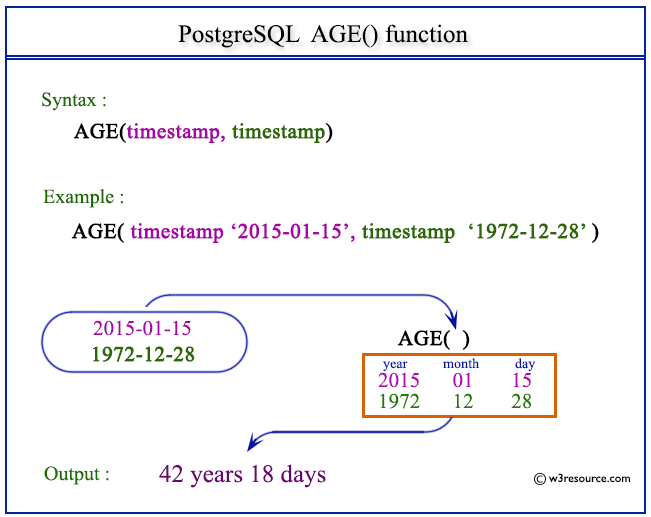 PostgreSQL AGE() function
Syntax :
AGE(timestamp, timestamp)
Example :
AGE( timestamp ‘2015-01-15’, timestamp ‘1972-12-28’ )
2015-01-15
1972-12-28
AGE( )
year month day
2015 01 15
1972 12 28
Output : 42 years 18 days
© w3resource.com